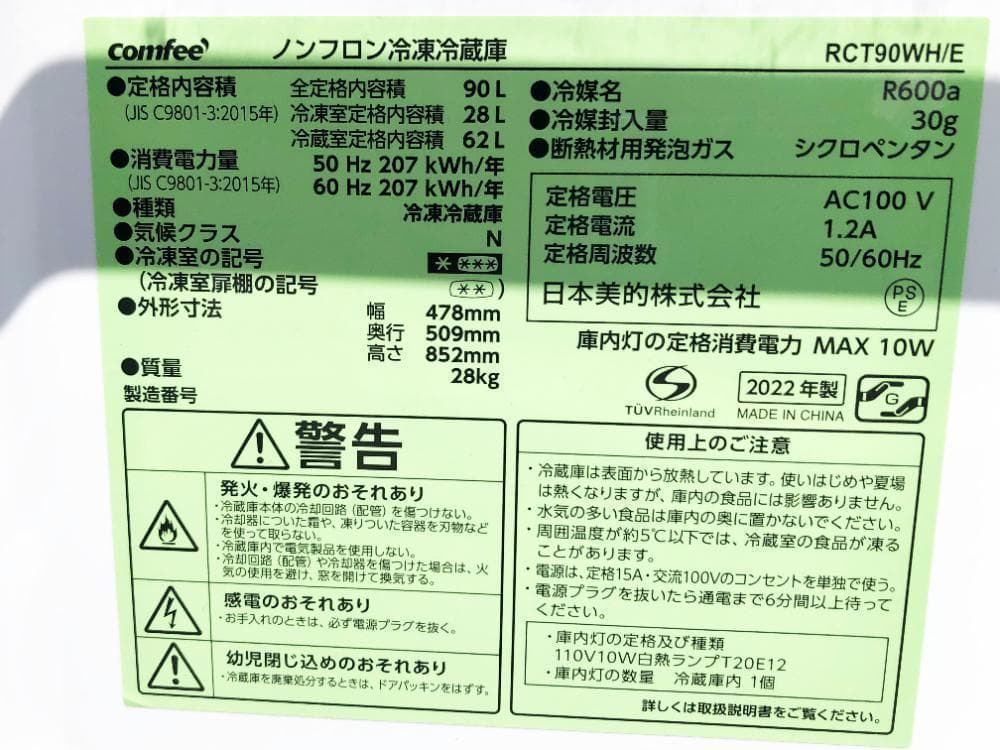 comfee' ノンフロン冷凍冷蔵庫 RCT90WH/E
●定格内容積 全定格内容積 90 L
(JIS C9801-3:2015年) 冷凍室定格内容積 28 L
冷蔵室定格内容積 62 L
●消費電力量 50 Hz 207 kWh/年
(JIS C9801-3:2015年) 60 Hz 207 kWh/年
●種類 冷凍冷蔵庫
●気候クラス N
●冷凍室の記号 * ***
(冷凍室扉棚の記号 ** )
●外形寸法 幅 478mm
奥行 509mm
高さ 852mm
●質量 28kg
製造番号
●冷媒名 R600a
●冷媒封入量 30g
●断熱材用発泡ガス シクロペンタン
定格電圧 AC100 V
定格電流 1.2A
定格周波数 50/60Hz
日本美的株式会社 PS E
庫内灯の定格消費電力 MAX 10W
TÜVRheinland
2022 年製
MADE IN CHINA
G
警告
発火・爆発のおそれあり
・冷蔵庫本体の冷却回路(配管)を傷つけない。
・冷却器についた霜や、凍りついた容器を刃物など
を使って取らない。
・冷蔵庫内で電気製品を使用しない。
・冷却回路(配管)や冷却器を傷つけた場合は、火
気の使用を避け、窓を開けて換気する。
感電のおそれあり
・お手入れのときは、必ず電源プラグを抜く。
幼児閉じ込めのおそれあり
・冷蔵庫を廃棄処分するときは、ドアパッキンをはずす。
使用上のご注意
・冷蔵庫は表面から放熱しています。使いはじめや夏場
は熱くなりますが、庫内の食品には影響ありません。
・水気の多い食品は庫内の奥に置かないでください。
・周囲温度が約5℃以下では、冷蔵室の食品が凍る
ことがあります。
・電源は、定格15A・交流100Vのコンセントを単独で使う。
・電源プラグを抜いたら通電まで6分間以上待って
ください。
・庫内灯の定格及び種類
110V10W白熱ランプT20E12
・庫内灯の数量 冷蔵庫内 1個
詳しくは取扱説明書をご覧ください。